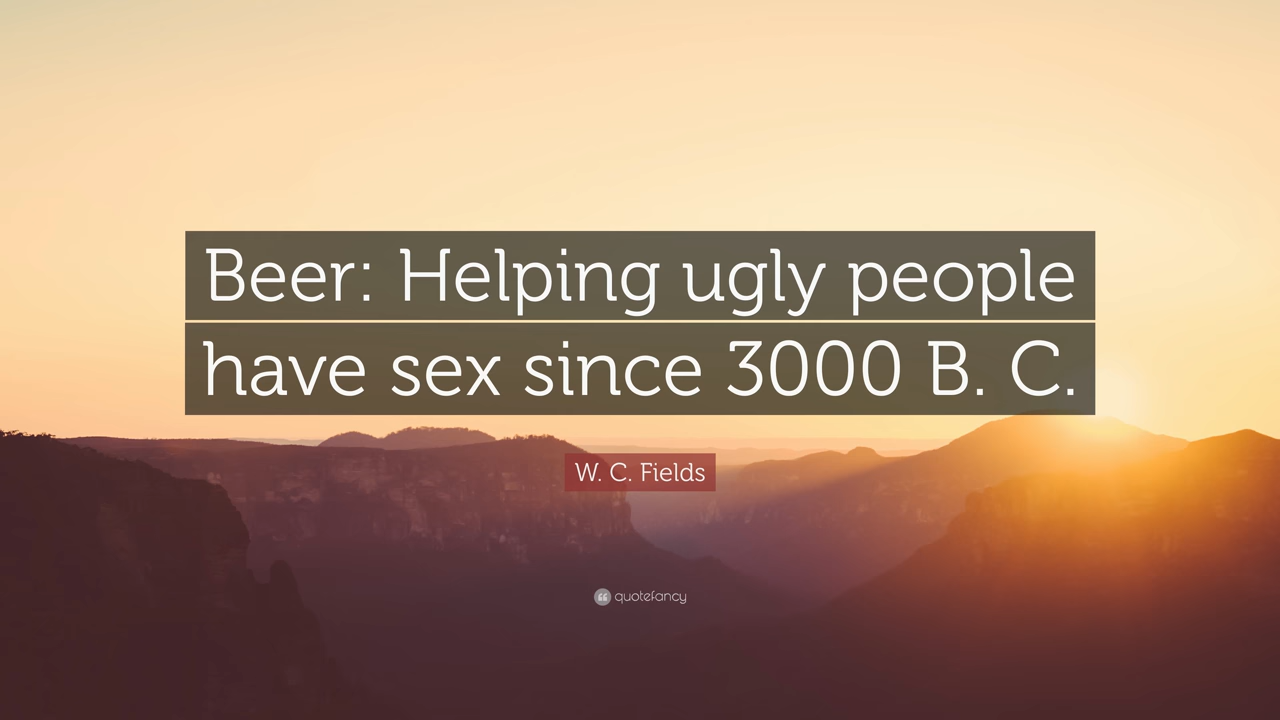 Beer: Helping ugly people
have sex since 3000 B. C.
W. C. Fields
quotefancy